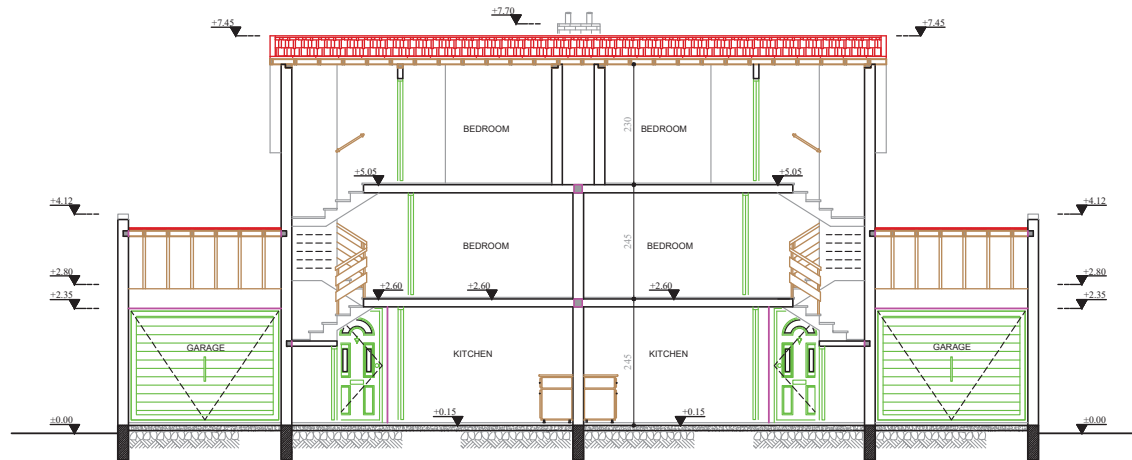 +7.70
+7.45
+7.45
BEDROOM
230
BEDROOM
+5.05
+5.05
+4.12
+4.12
BEDROOM
245
BEDROOM
+2.80
+2.80
+2.60
+2.60
+2.60
+2.35
+2.35
GARAGE
KITCHEN
245
KITCHEN
GARAGE
+0.15
+0.15
±0.00
±0.00